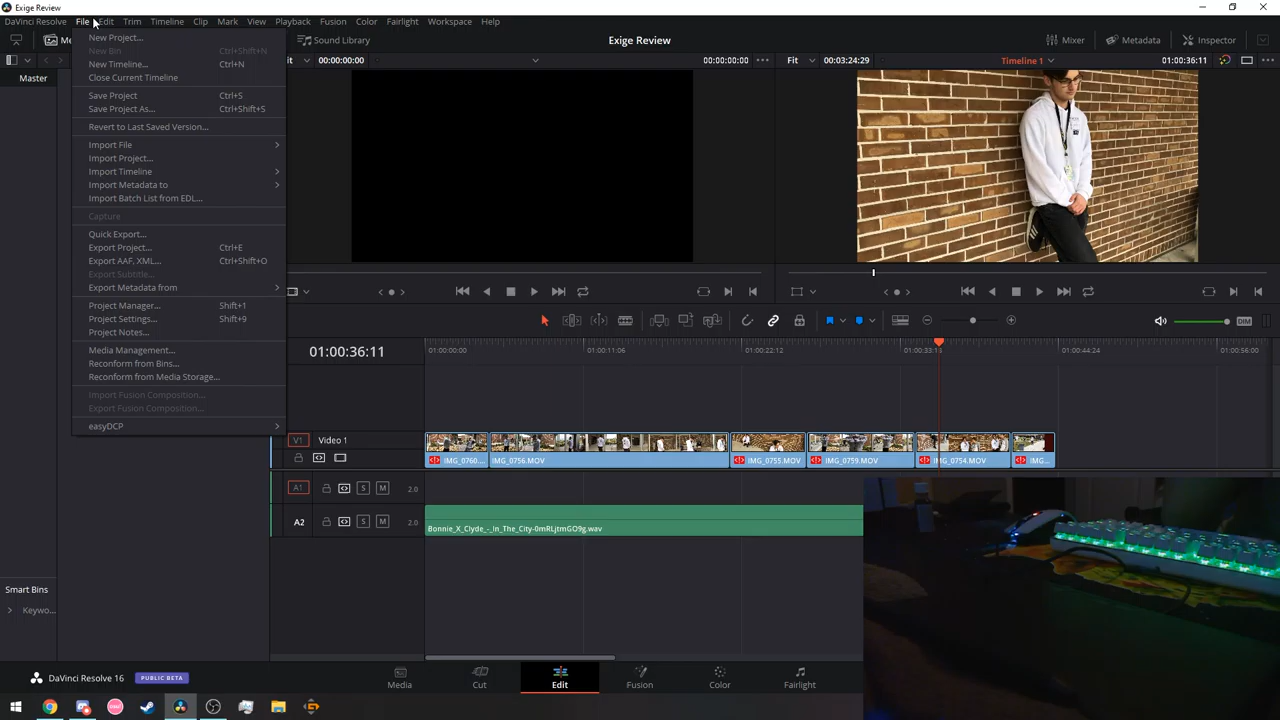 Exige Review
DaVinci Resolve File Edit Trim Timeline Clip Mark View Playback Fusion Color Fairlight Workspace Help
Sound Library
Exige Review
Mixer Metadata Inspector
00:00:00:00
00:00:00:00
Fit 00:03:24:29
Timeline 1
01:00:36:11
Master
New Project...
New Bin Ctrl+Shift+N
New Timeline... Ctrl+N
Close Current Timeline
Save Project Ctrl+S
Save Project As... Ctrl+Shift+S
Revert to Last Saved Version...
Import File
Import Project...
Import Timeline
Import Metadata to
Import Batch List from EDL...
Capture
Quick Export...
Export Project... Ctrl+E
Export AAF, XML... Ctrl+Shift+O
Export Subtitle...
Export Metadata from
Project Manager... Shift+1
Project Settings... Shift+9
Project Notes...
Media Management...
Reconform from Bins...
Reconform from Media Storage...
Import Fusion Composition...
Export Fusion Composition...
easyDCP
DIM
01:00:36:11
01:00:00:00 01:00:11:06 01:00:22:12 01:00:33:1 01:00:44:24 01:00:56:00
V1 Video 1
IMG_0760... IMG_0756.MOV IMG_0755.MOV IMG_0759.MOV IMG_0754.MOV IMG...
A1 S M 2.0
A2 S M 2.0
Bonnie_X_Clyde_-_In_The_City-0mRLjtmGO9g.wav
Smart Bins
Keywo...
DaVinci Resolve 16 PUBLIC BETA
Media Cut Edit Fusion Color Fairlight